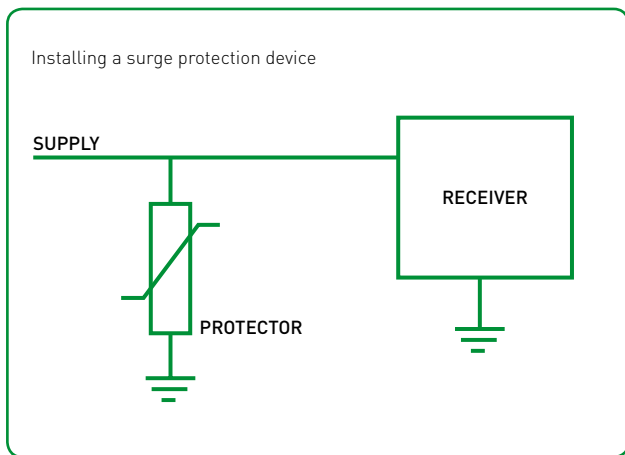 Installing a surge protection device
SUPPLY
RECEIVER
PROTECTOR